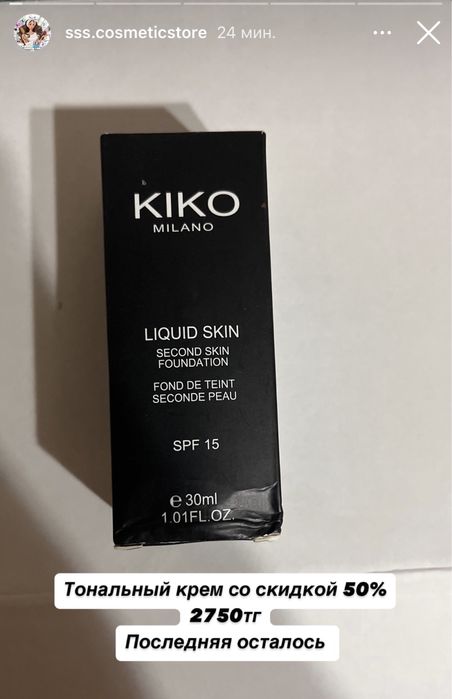 sss.cosmeticstore 24 мин.
KIKO
MILANO
LIQUID SKIN
SECOND SKIN
FOUNDATION
FOND DE TEINT
SECONDE PEAU
SPF 15
℮ 30ml
1.01FL.OZ.
Тональный крем со скидкой 50%
2750тг
Последняя осталось